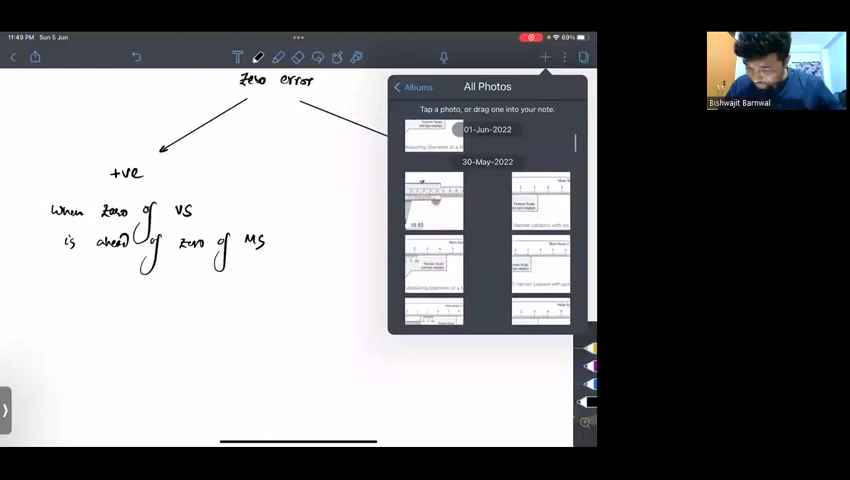 11:49 PM Sun 5 Jun
69%
Zero error
+ve
When zero of VS
is ahead of zero of MS
Albums
All Photos
Tap a photo, or drag one into your note.
01-Jun-2022
30-May-2022
16.65
Bishwajit Barnwal